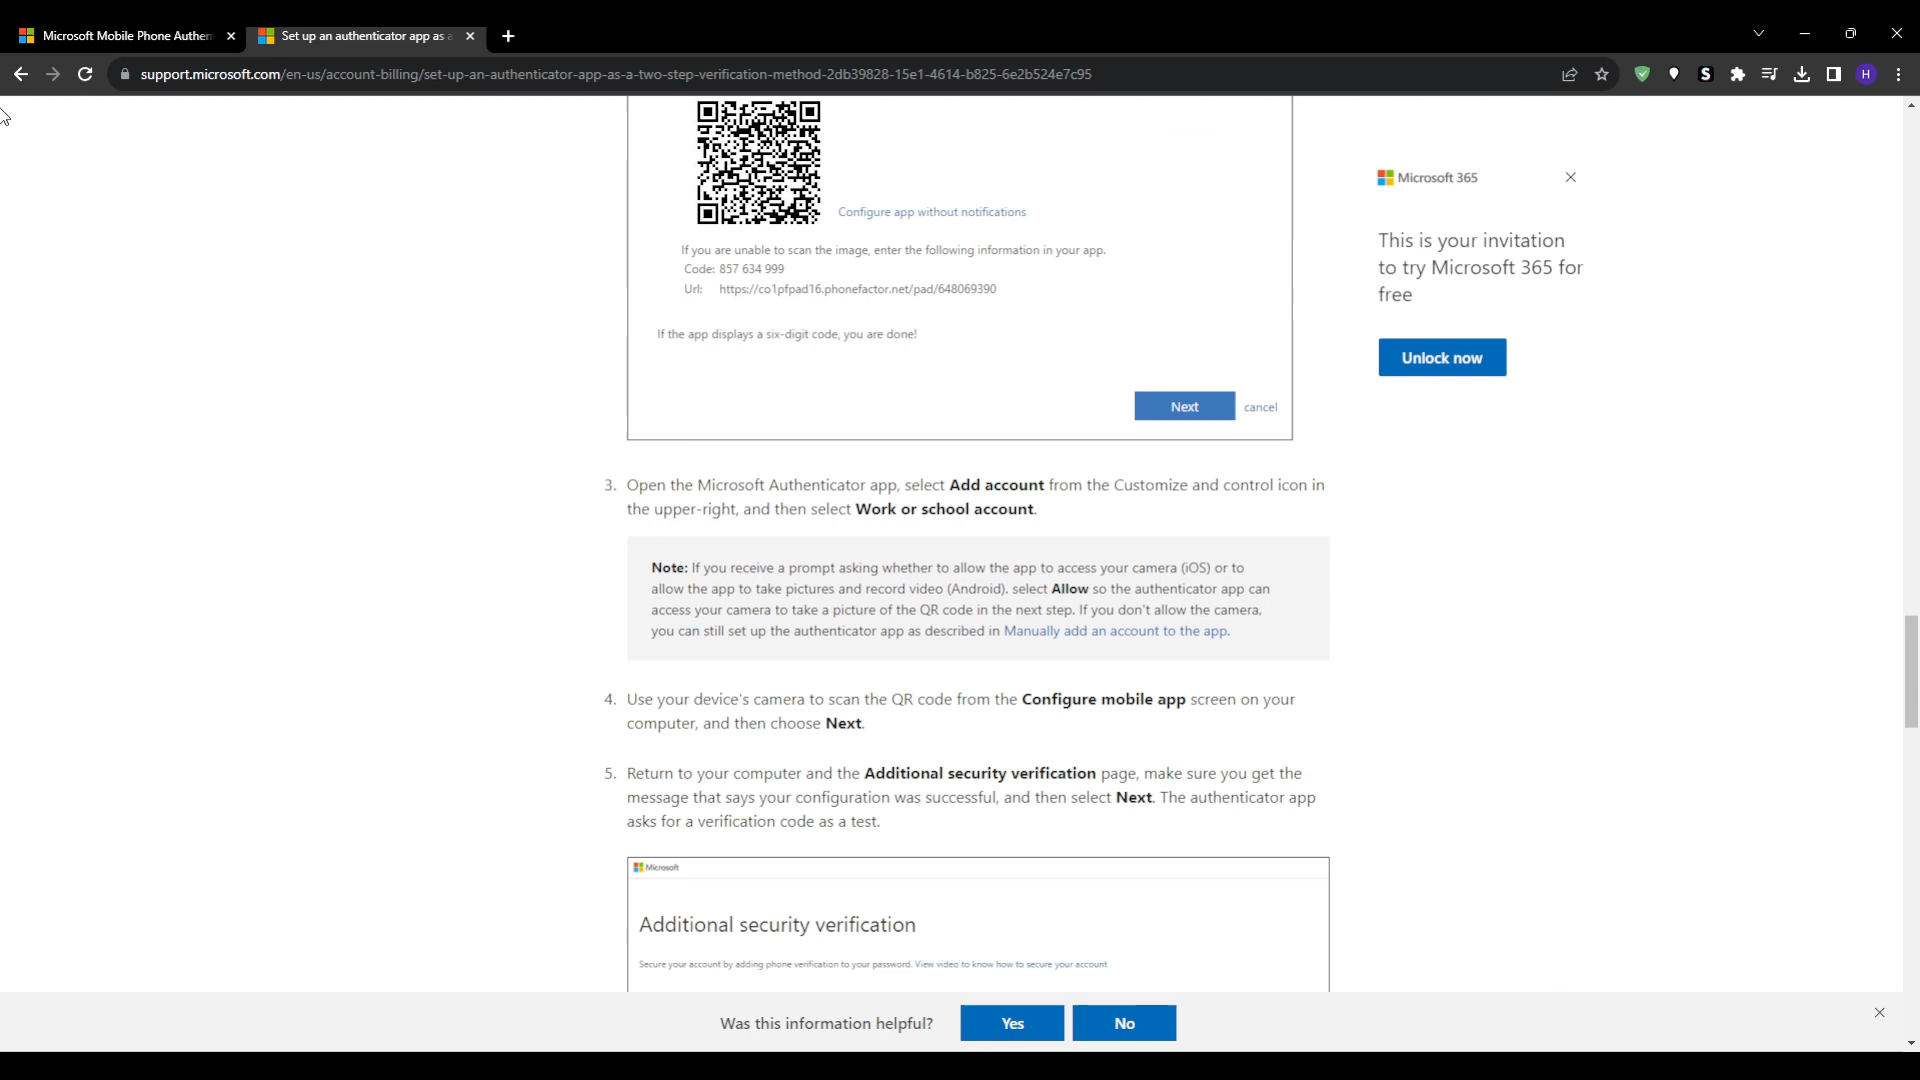 Microsoft Mobile Phone Authen
Set up an authenticator app as a
support.microsoft.com/en-us/account-billing/set-up-an-authenticator-app-as-a-two-step-verification-method-2db39828-15e1-4614-b825-6e2b524e7c95
S
H
Configure app without notifications
If you are unable to scan the image, enter the following information in your app.
Code: 857 634 999
Url: https://co1pfpad16.phonefactor.net/pad/648069390
If the app displays a six-digit code, you are done!
Next
cancel
Microsoft 365
This is your invitation
to try Microsoft 365 for
free
Unlock now
3. Open the Microsoft Authenticator app, select Add account from the Customize and control icon in
the upper-right, and then select Work or school account.
Note: If you receive a prompt asking whether to allow the app to access your camera (iOS) or to
allow the app to take pictures and record video (Android). select Allow so the authenticator app can
access your camera to take a picture of the QR code in the next step. If you don't allow the camera,
you can still set up the authenticator app as described in Manually add an account to the app.
4. Use your device's camera to scan the QR code from the Configure mobile app screen on your
computer, and then choose Next.
5. Return to your computer and the Additional security verification page, make sure you get the
message that says your configuration was successful, and then select Next. The authenticator app
asks for a verification code as a test.
Microsoft
Additional security verification
Secure your account by adding phone verification to your password. View video to know how to secure your account
Was this information helpful?
Yes
No